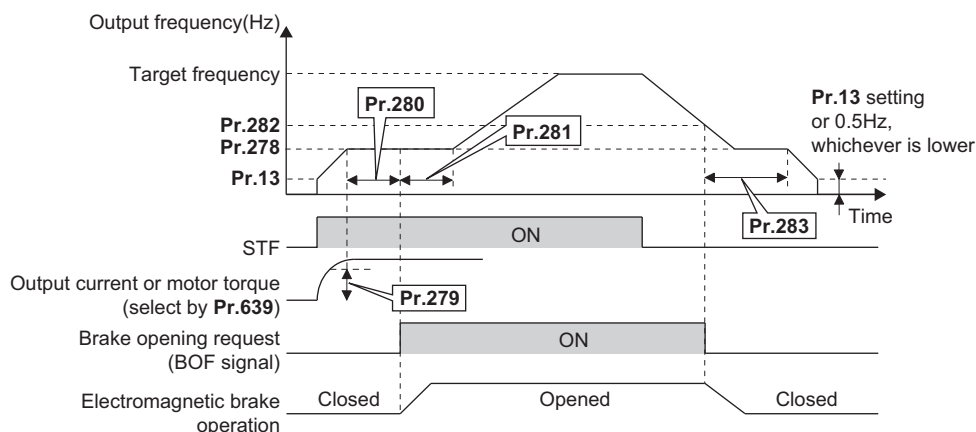 Output frequency(Hz)
Target frequency
Pr.280
Pr.13 setting
or 0.5Hz,
whichever is lower
Pr.282
Pr.281
Pr.278
Pr.13
Time
Pr.283
STF
ON
Output current or motor torque
(select by Pr.639)
Pr.279
Brake opening request
(BOF signal)
ON
Electromagnetic brake
operation
Closed
Opened
Closed